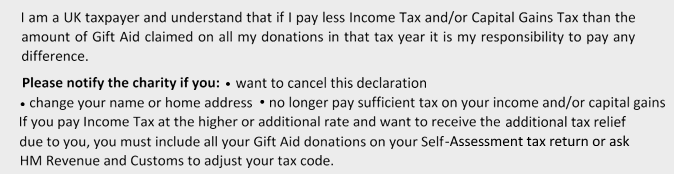 I am a UK taxpayer and understand that if I pay less Income Tax and/or Capital Gains Tax than the
amount of Gift Aid claimed on all my donations in that tax year it is my responsibility to pay any
difference.
Please notify the charity if you: • want to cancel this declaration
• change your name or home address • no longer pay sufficient tax on your income and/or capital gains
If you pay Income Tax at the higher or additional rate and want to receive the additional tax relief
due to you, you must include all your Gift Aid donations on your Self-Assessment tax return or ask
HM Revenue and Customs to adjust your tax code.